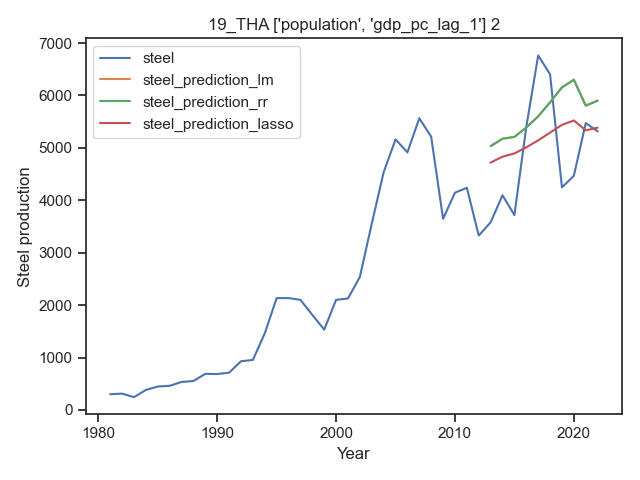 19_THA ['population', 'gdp_pc_lag_1'] 2
7000
6000
5000
4000
3000
2000
1000
0
Steel production
steel
steel_prediction_lm
steel_prediction_rr
steel_prediction_lasso
1980
1990
2000
2010
2020
Year